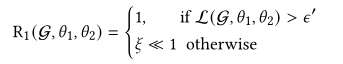 R₁(𝒢, θ₁, θ₂) = { 1, if ℒ(𝒢, θ₁, θ₂) > ϵ′
ξ ≪ 1 otherwise